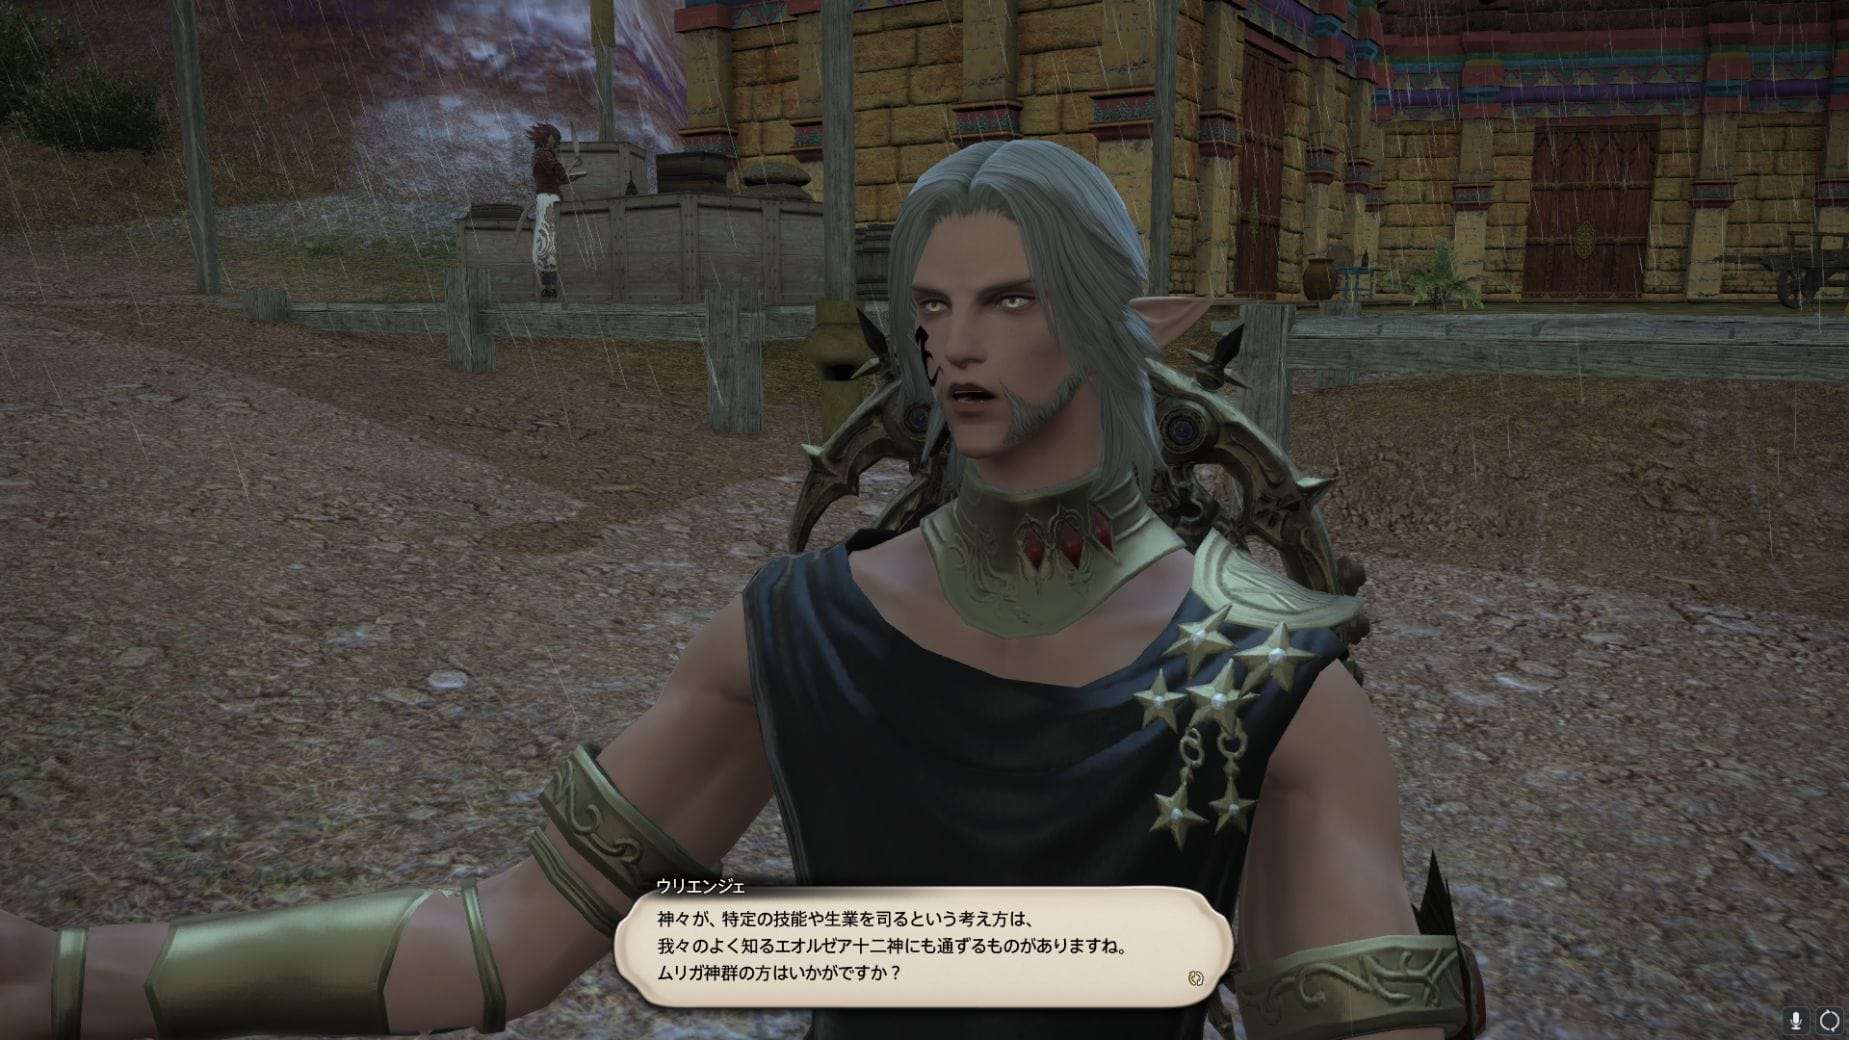 ウリエンジェ
神々が、特定の技能や生業を司るという考え方は、
我々のよく知るエオルゼア十二神にも通ずるものがありますね。
ムリガ神群の方はいかがですか？